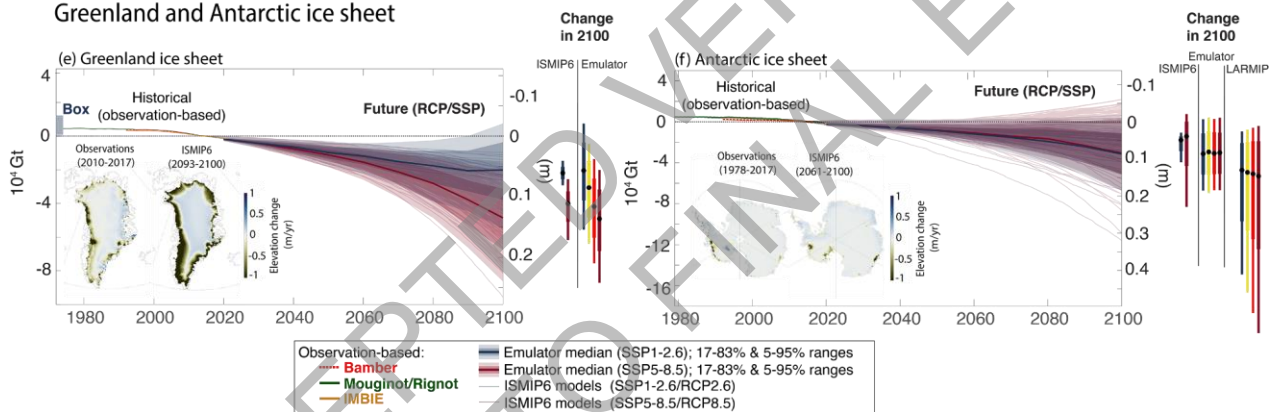 Greenland and Antarctic ice sheet
Change
in 2100
(e) Greenland ice sheet
ISMIP6 Emulator
4
0
-4
-8
10⁴ Gt
Box
Historical
(observation-based)
Future (RCP/SSP)
Observations
(2010-2017)
ISMIP6
(2093-2100)
1
0.5
0
-0.5
-1
Elevation change
(m/yr)
-0.1
0
0.1
0.2
(m)
1980 2000 2020 2040 2060 2080 2100
Change
in 2100
(f) Antarctic ice sheet
Emulator
ISMIP6 LARMIP
4
0
-4
-8
-12
-16
10⁴ Gt
Historical
(observation-based)
Future (RCP/SSP)
Observations
(1978-2017)
ISMIP6
(2061-2100)
1
0.5
0
-0.5
-1
Elevation change
(m/yr)
-0.1
0
0.1
0.2
0.3
0.4
(m)
1980 2000 2020 2040 2060 2080 2100
Observation-based:
Bamber
Mouginot/Rignot
IMBIE
Emulator median (SSP1-2.6); 17-83% & 5-95% ranges
Emulator median (SSP5-8.5); 17-83% & 5-95% ranges
ISMIP6 models (SSP1-2.6/RCP2.6)
ISMIP6 models (SSP5-8.5/RCP8.5)